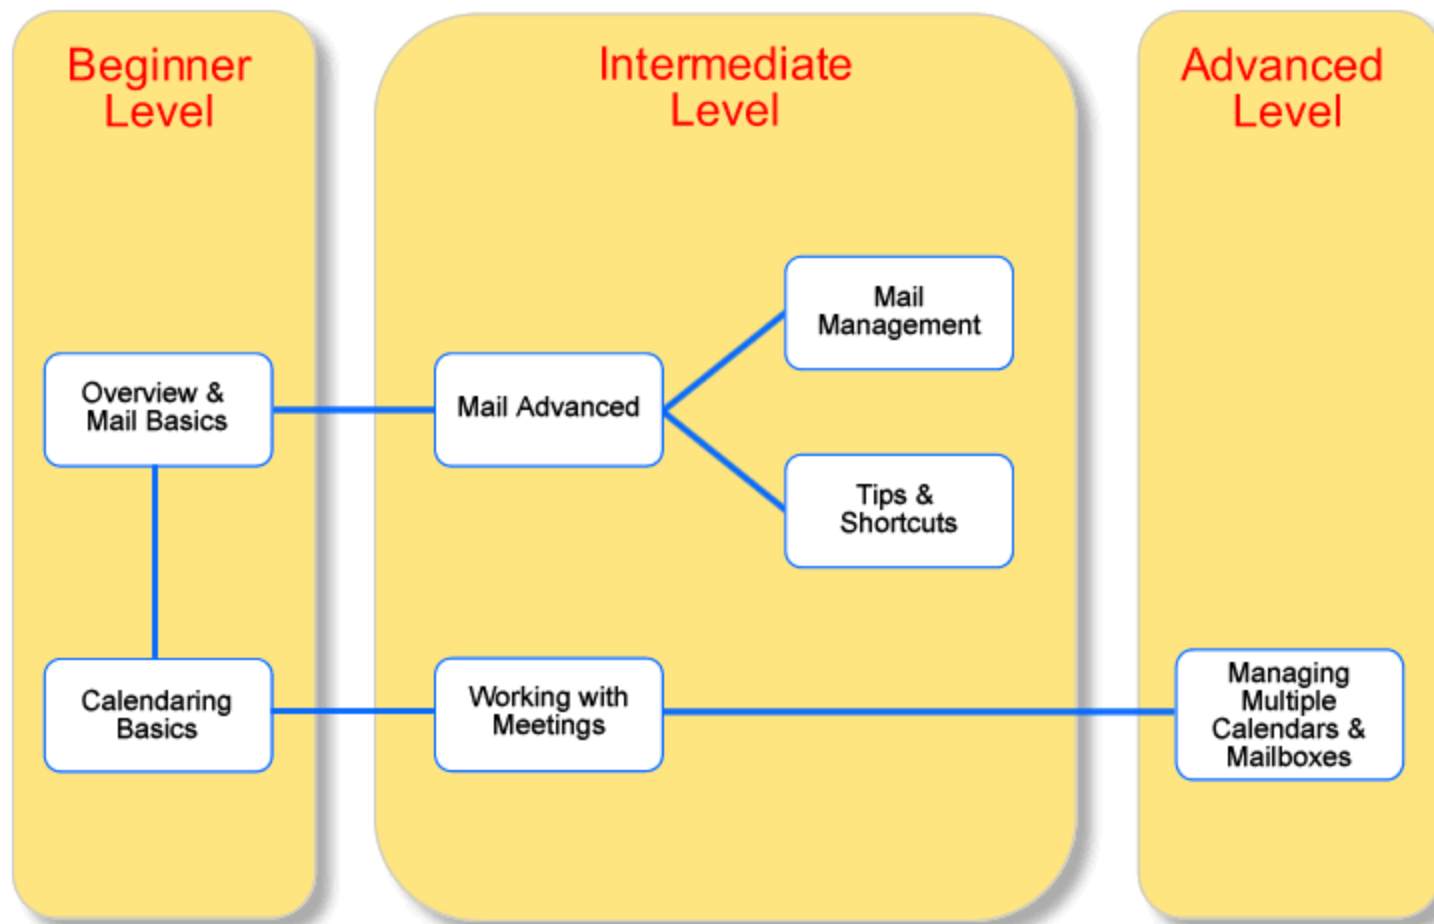 Beginner
Level
Intermediate
Level
Advanced
Level
Mail
Management
Overview &
Mail Basics
Mail Advanced
Tips &
Shortcuts
Calendaring
Basics
Working with
Meetings
Managing
Multiple
Calendars &
Mailboxes